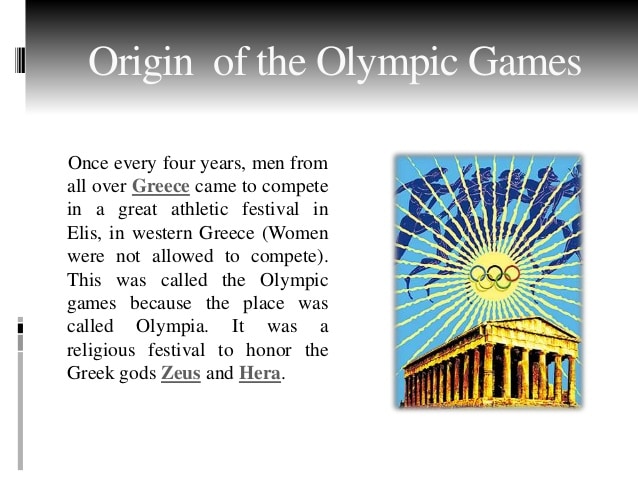 Origin of the Olympic Games
Once every four years, men from
all over Greece came to compete
in a great athletic festival in
Elis, in western Greece (Women
were not allowed to compete).
This was called the Olympic
games because the place was
called Olympia. It was a
religious festival to honor the
Greek gods Zeus and Hera.